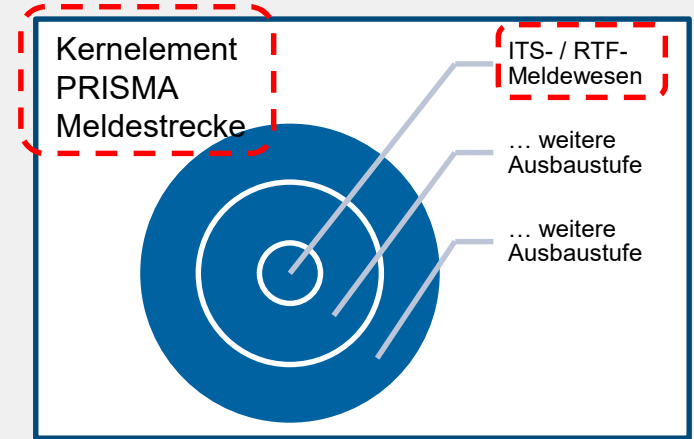 Kernelement
PRISMA
Meldestrecke
ITS- / RTF-
Meldewesen
… weitere
Ausbaustufe
… weitere
Ausbaustufe